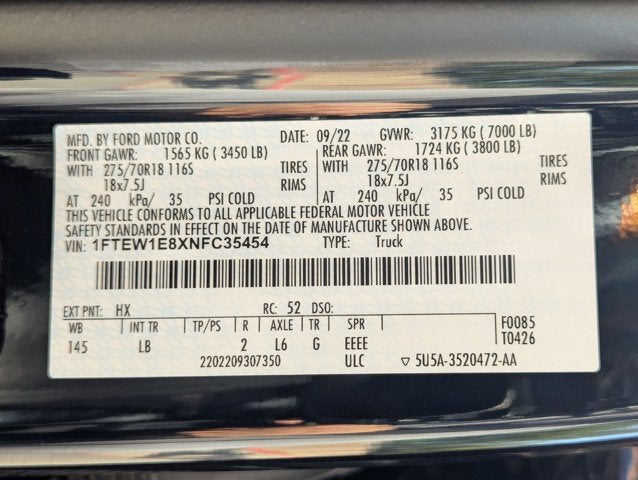 MFD. BY FORD MOTOR CO. DATE: 09/22 GVWR: 3175 KG ( 7000 LB)
FRONT GAWR: 1565 KG ( 3450 LB) REAR GAWR: 1724 KG ( 3800 LB)
WITH 275/70R18 116S TIRES WITH 275/70R18 116S TIRES
18x7.5J RIMS 18x7.5J RIMS
AT 240 kPa/ 35 PSI COLD AT 240 kPa/ 35 PSI COLD
THIS VEHICLE CONFORMS TO ALL APPLICABLE FEDERAL MOTOR VEHICLE
SAFETY STANDARDS IN EFFECT ON THE DATE OF MANUFACTURE SHOWN ABOVE.
VIN: 1FTEW1E8XNFC35454 TYPE: Truck
EXT PNT: HX RC: 52 DSO:
WB INT TR TP/PS R AXLE TR SPR F0085
145 LB 2 L6 G EEEE T0426
2202209307350 ULC ▽ 5U5A-3520472-AA